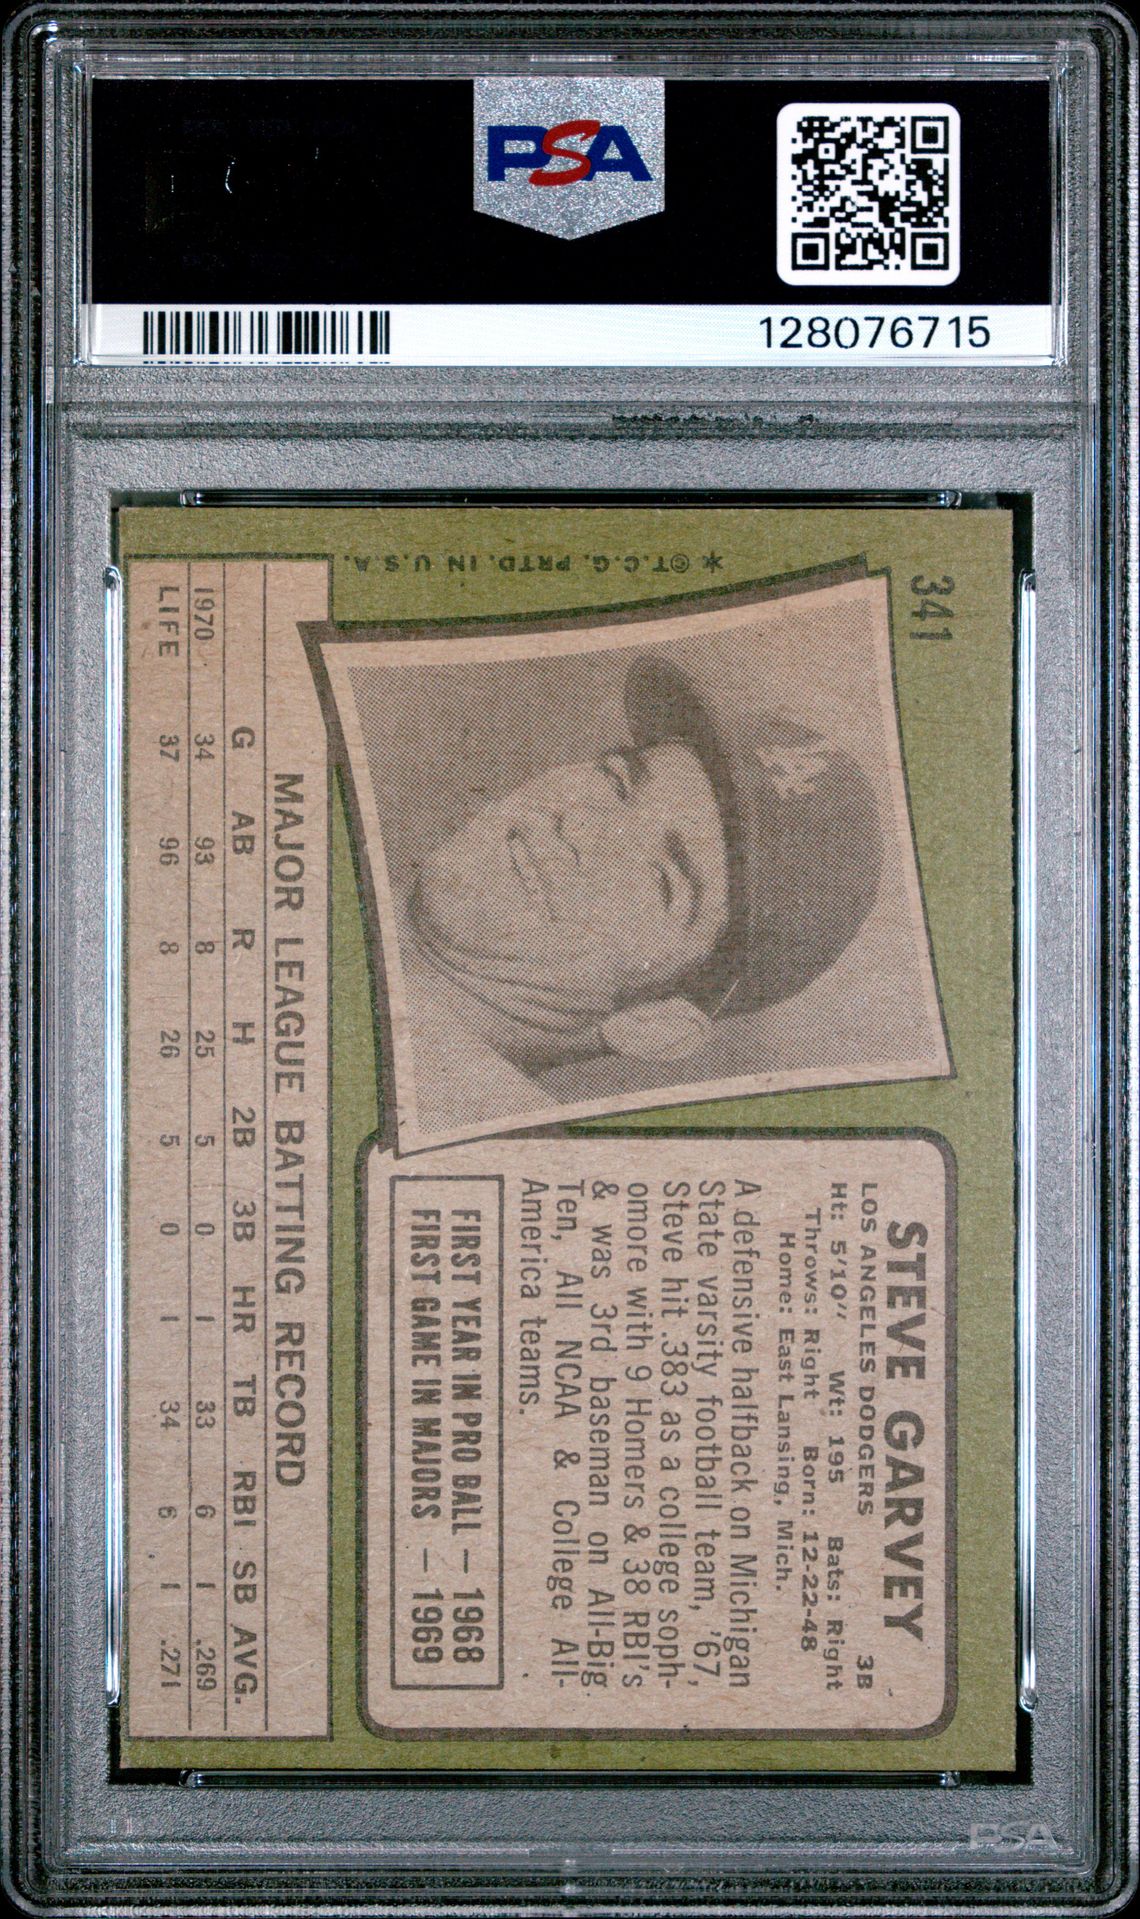 PSA
128076715
341
STEVE GARVEY
LOS ANGELES DODGERS 3B
Ht: 5'10" Wt: 195 Bats: Right
Throws: Right Born: 12-22-48
Home: East Lansing, Mich.
A defensive halfback on Michigan
State varsity football team, '67,
Steve hit .383 as a college soph-
omore with 9 Homers & 38 RBI's
& was 3rd baseman on All-Big
Ten, All NCAA & College All-
America teams.
FIRST YEAR IN PRO BALL — 1968
FIRST GAME IN MAJORS — 1969
LA
MAJOR LEAGUE BATTING RECORD
G AB R H 2B 3B HR TB RBI SB AVG.
1970 34 93 8 25 5 0 1 33 6 1 .269
LIFE 37 96 8 26 5 0 1 34 6 1 .271
*©T.C.G. PRTD. IN U.S.A.
PSA